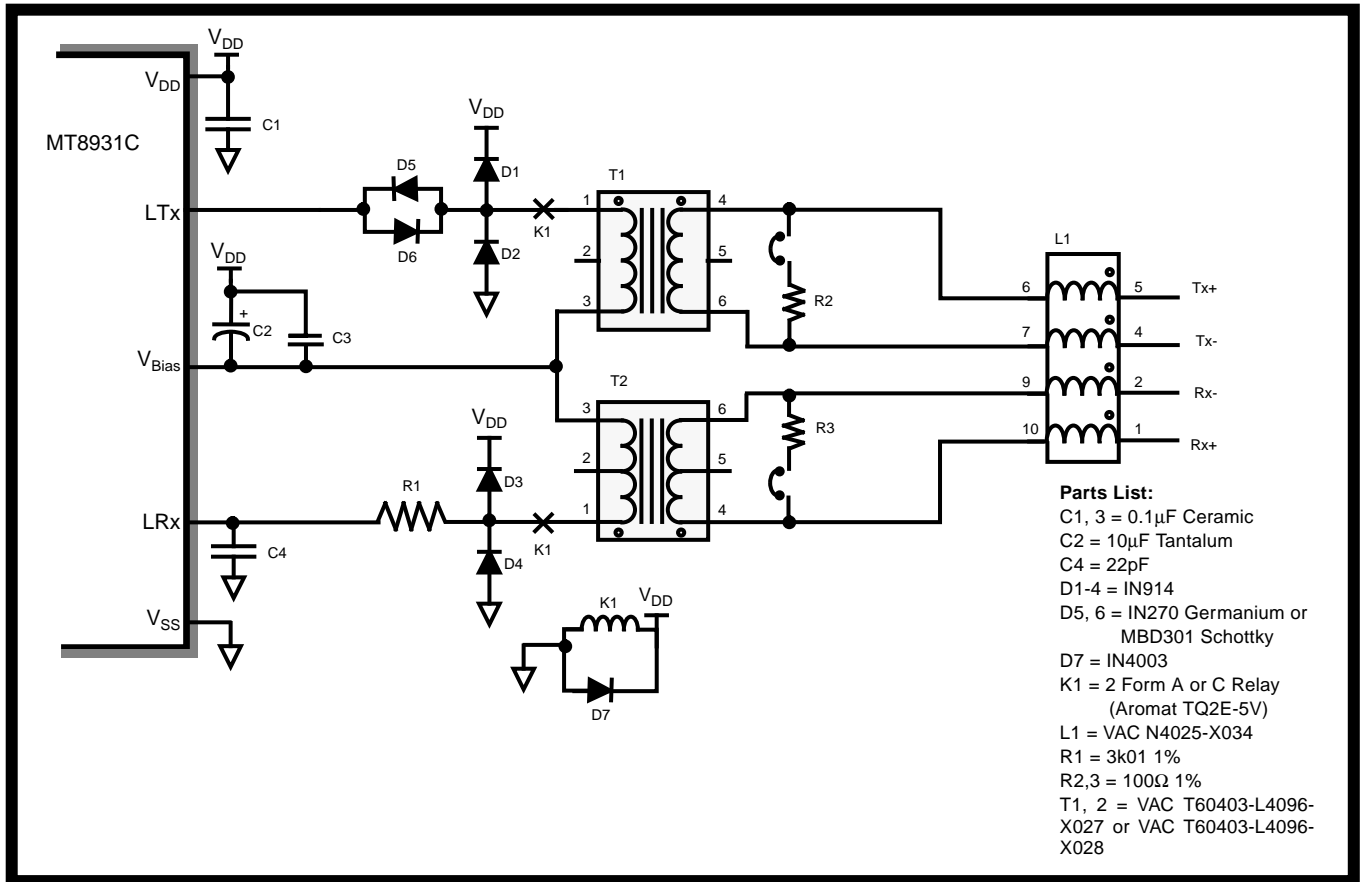 VDD
VDD
C1
MT8931C
VDD
D5
D1
T1
1
4
LTx
K1
L1
D6
D2
2
5
VDD
3
6
R2
6
5
Tx+
+
C2
C3
7
4
Tx-
VBias
T2
9
2
Rx-
3
6
VDD
R3
10
1
Rx+
2
5
R1
D3
1
4
LRx
K1
C4
D4
VSS
K1
VDD
D7
Parts List:
C1, 3 = 0.1μF Ceramic
C2 = 10μF Tantalum
C4 = 22pF
D1-4 = IN914
D5, 6 = IN270 Germanium or
MBD301 Schottky
D7 = IN4003
K1 = 2 Form A or C Relay
(Aromat TQ2E-5V)
L1 = VAC N4025-X034
R1 = 3k01 1%
R2,3 = 100Ω 1%
T1, 2 = VAC T60403-L4096-
X027 or VAC T60403-L4096-
X028